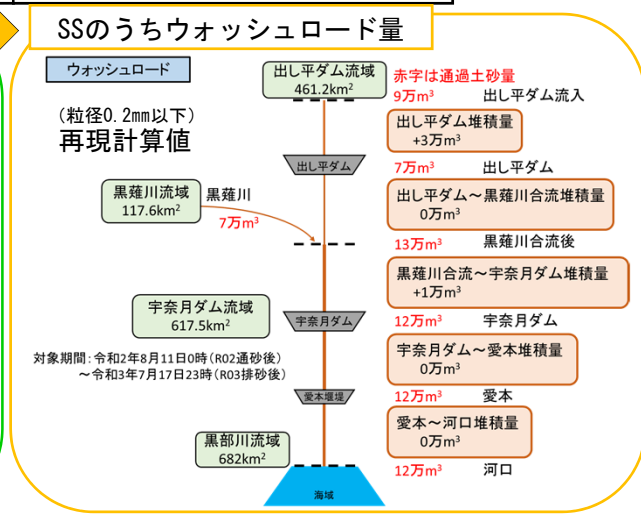 SSのうちウォッシュロード量
ウォッシュロード
(粒径0.2mm以下)
再現計算値
出し平ダム流域
461.2km²
赤字は通過土砂量
9万m³ 出し平ダム流入
出し平ダム堆積量
+3万m³
出し平ダム
7万m³ 出し平ダム
黒薙川流域
117.6km²
黒薙川
7万m³
出し平ダム～黒薙川合流堆積量
0万m³
13万m³ 黒薙川合流後
黒薙川合流～宇奈月ダム堆積量
+1万m³
宇奈月ダム流域
617.5km²
宇奈月ダム
12万m³ 宇奈月ダム
対象期間:令和2年8月11日0時(R02通砂後)
～令和3年7月17日23時(R03排砂後)
宇奈月ダム～愛本堆積量
0万m³
愛本堰堤
12万m³ 愛本
愛本～河口堆積量
0万m³
黒部川流域
682km²
12万m³ 河口
海域